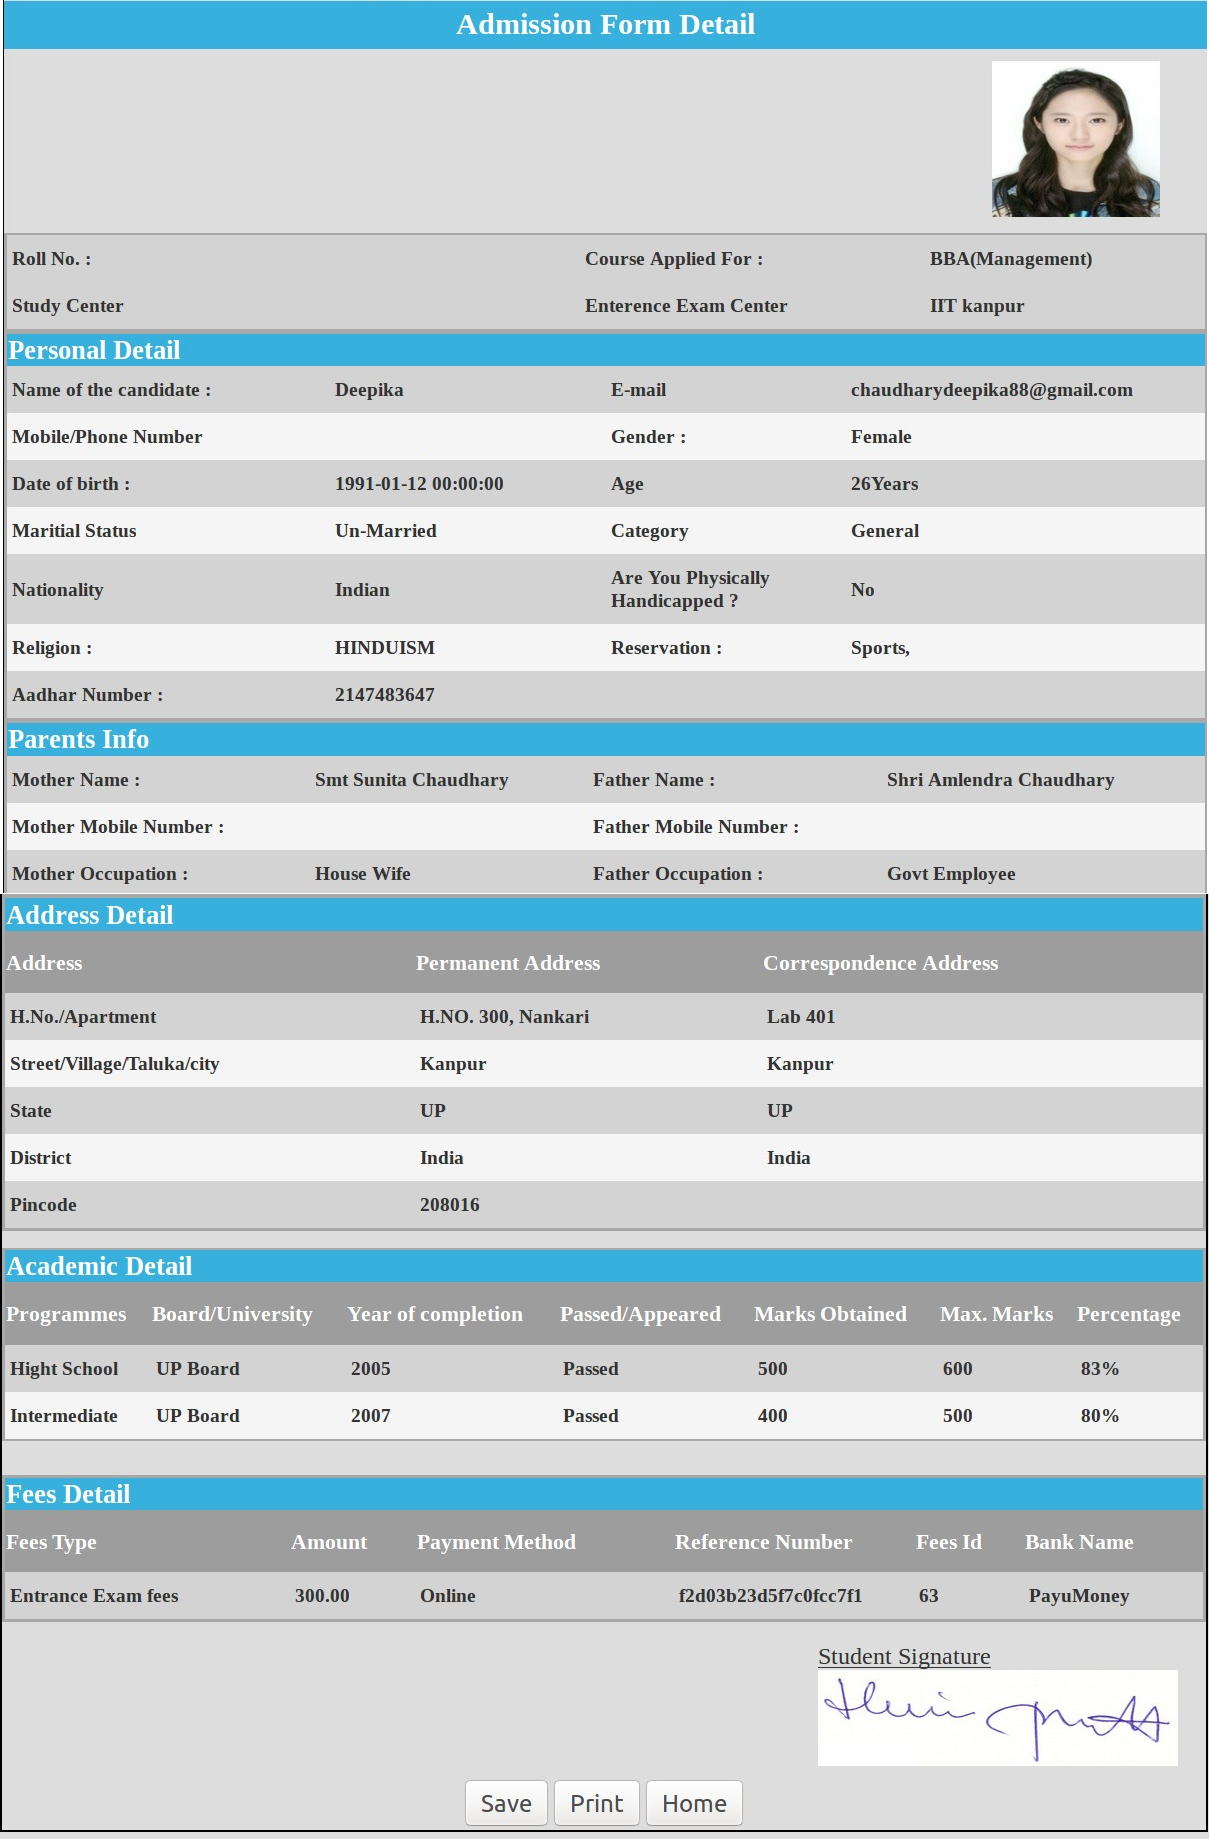 Admission Form Detail
Roll No. : Course Applied For : BBA(Management)
Study Center Enterence Exam Center IIT kanpur
Personal Detail
Name of the candidate : Deepika E-mail chaudharydeepika88@gmail.com
Mobile/Phone Number Gender : Female
Date of birth : 1991-01-12 00:00:00 Age 26Years
Maritial Status Un-Married Category General
Nationality Indian Are You Physically Handicapped ? No
Religion : HINDUISM Reservation : Sports,
Aadhar Number : 2147483647
Parents Info
Mother Name : Smt Sunita Chaudhary Father Name : Shri Amlendra Chaudhary
Mother Mobile Number : Father Mobile Number :
Mother Occupation : House Wife Father Occupation : Govt Employee
Address Detail
Address Permanent Address Correspondence Address
H.No./Apartment H.NO. 300, Nankari Lab 401
Street/Village/Taluka/city Kanpur Kanpur
State UP UP
District India India
Pincode 208016
Academic Detail
Programmes Board/University Year of completion Passed/Appeared Marks Obtained Max. Marks Percentage
Hight School UP Board 2005 Passed 500 600 83%
Intermediate UP Board 2007 Passed 400 500 80%
Fees Detail
Fees Type Amount Payment Method Reference Number Fees Id Bank Name
Entrance Exam fees 300.00 Online f2d03b23d5f7c0fcc7f1 63 PayuMoney
Student Signature
Save Print Home